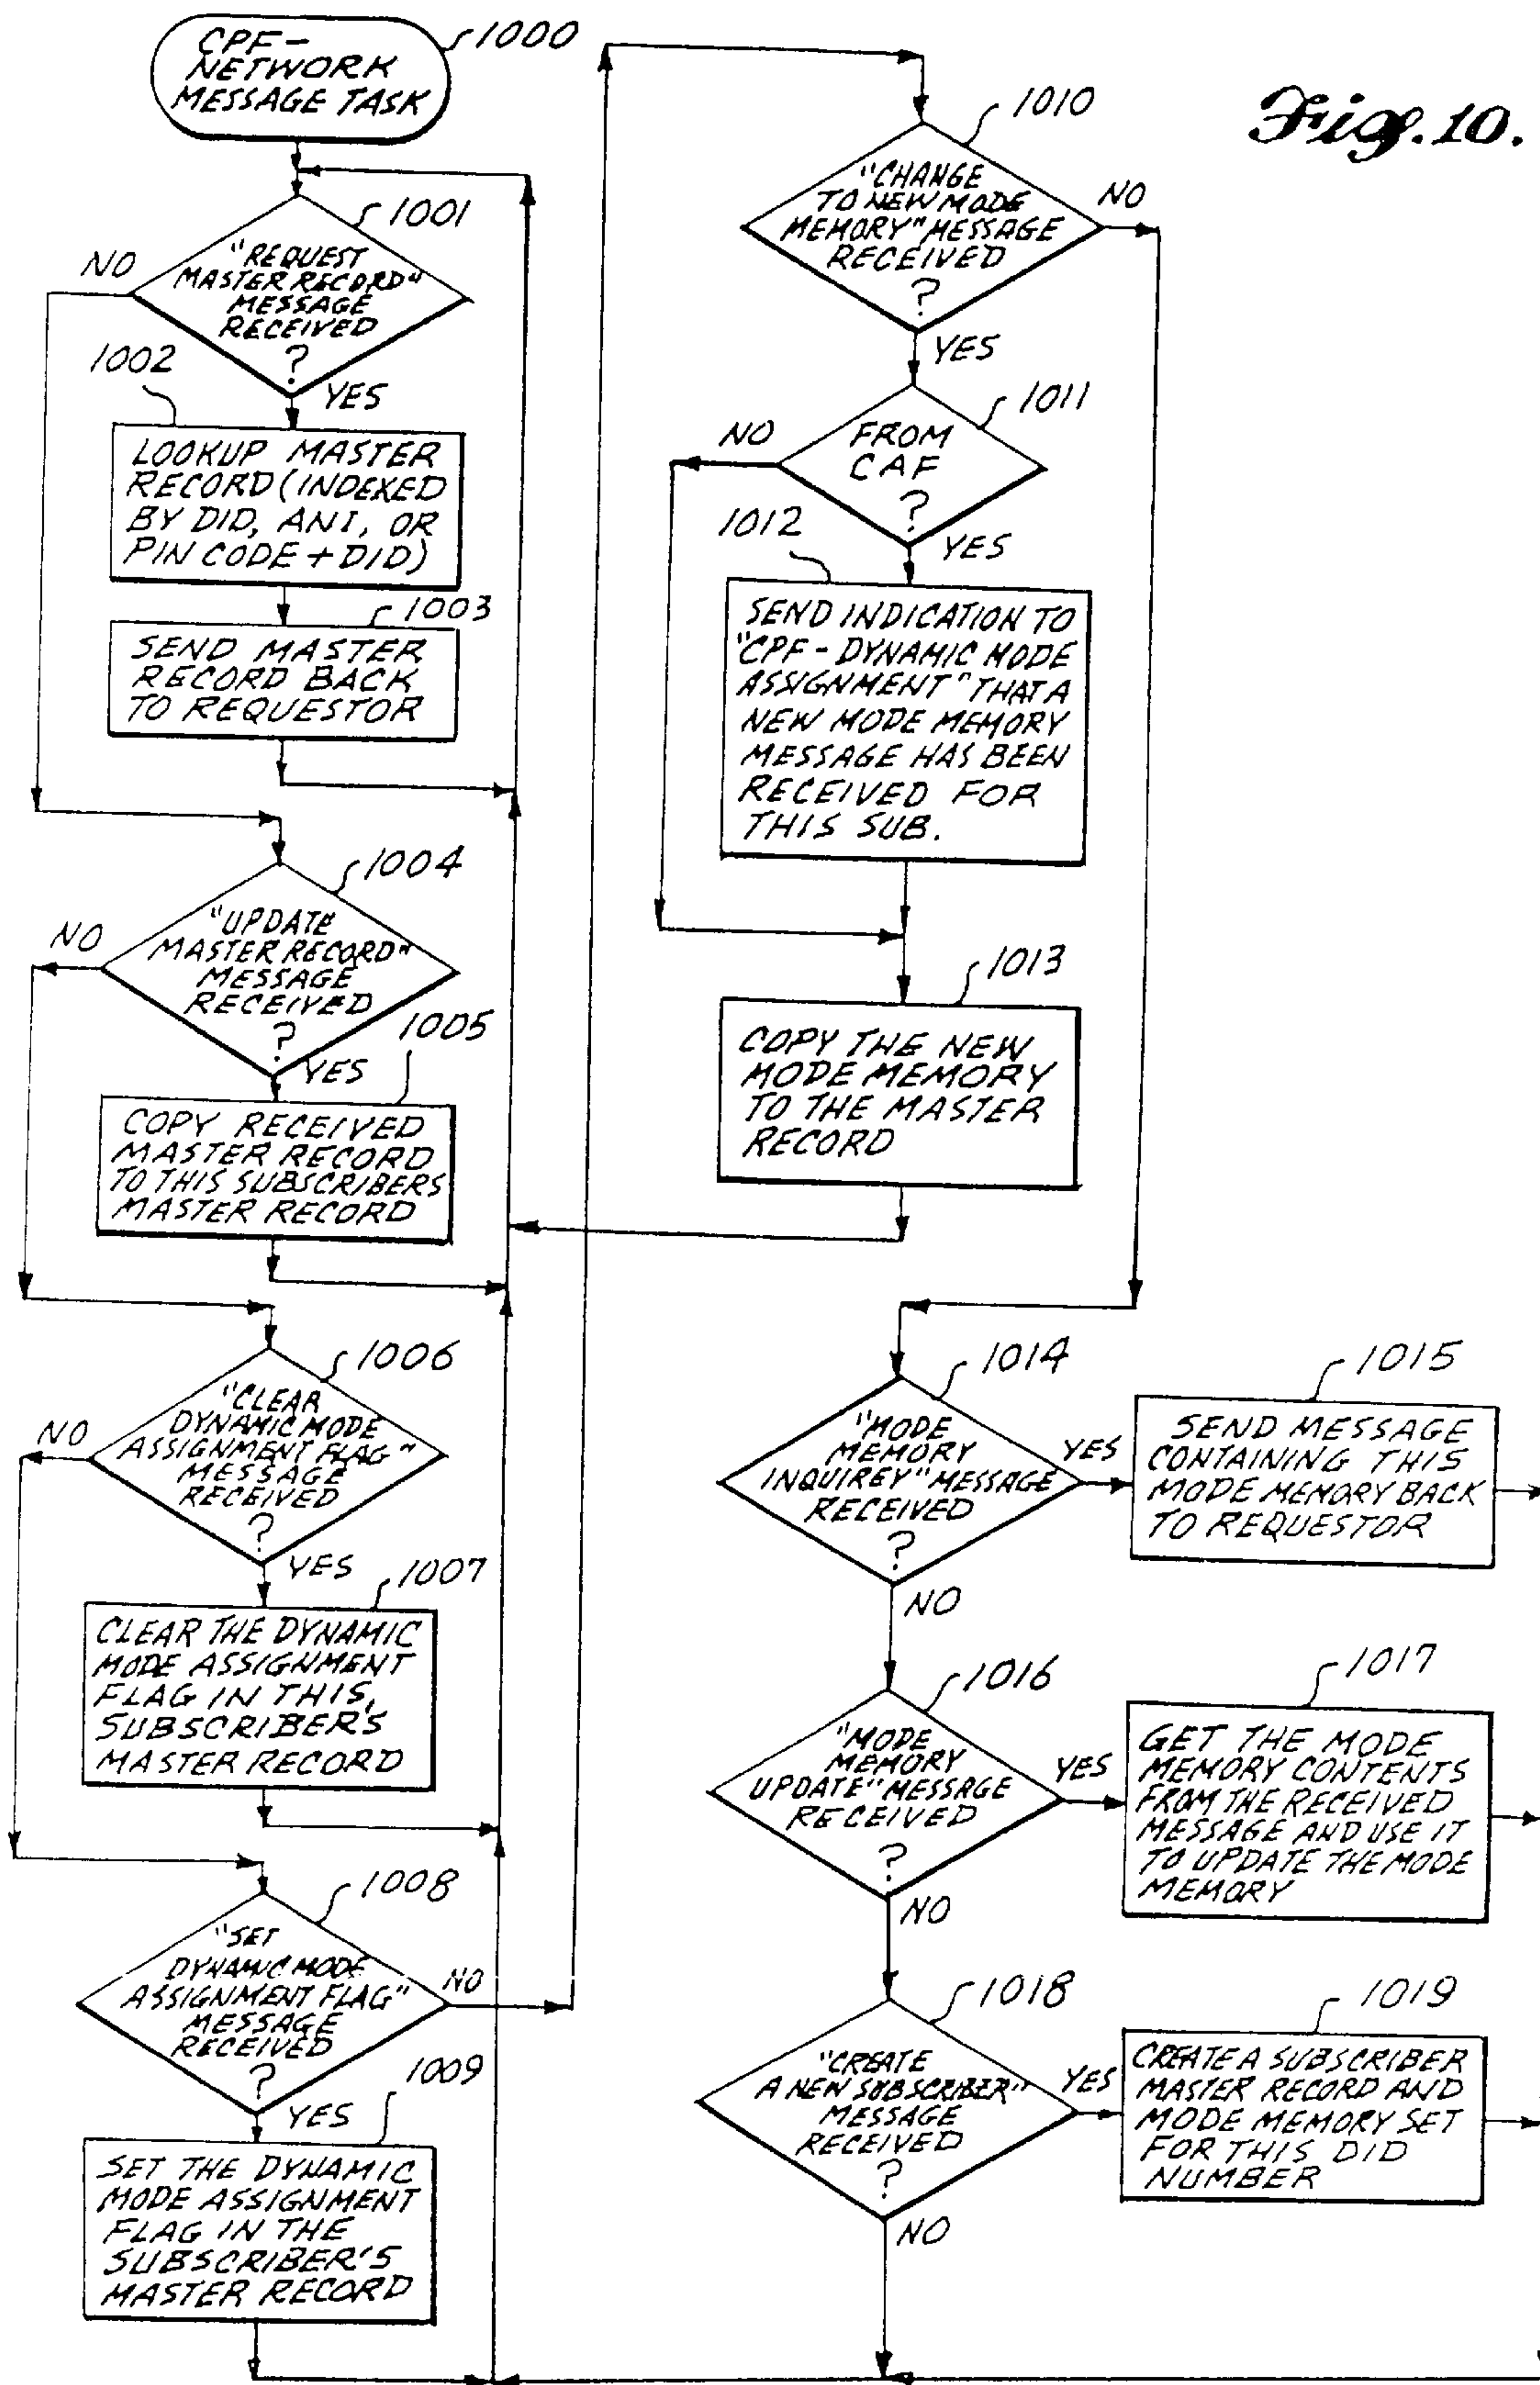 CPF-
NETWORK
MESSAGE TASK
1000
Fig. 10.
1001
"REQUEST
MASTER RECORD"
MESSAGE
RECEIVED
?
NO
YES
1002
LOOKUP MASTER
RECORD (INDEXED
BY DID, ANI, OR
PIN CODE + DID)
1003
SEND MASTER
RECORD BACK
TO REQUESTOR
1004
"UPDATE
MASTER RECORD"
MESSAGE
RECEIVED
?
NO
YES
1005
COPY RECEIVED
MASTER RECORD
TO THIS SUBSCRIBERS
MASTER RECORD
1006
"CLEAR
DYNAMIC MODE
ASSIGNMENT FLAG"
MESSAGE
RECEIVED
?
NO
YES
1007
CLEAR THE DYNAMIC
MODE ASSIGNMENT
FLAG IN THIS,
SUBSCRIBER'S
MASTER RECORD
1008
"SET
DYNAMIC MODE
ASSIGNMENT FLAG"
MESSAGE
RECEIVED
?
NO
YES
1009
SET THE DYNAMIC
MODE ASSIGNMENT
FLAG IN THE
SUBSCRIBER'S
MASTER RECORD
1010
"CHANGE
TO NEW MODE
MEMORY" MESSAGE
RECEIVED
?
NO
YES
1011
FROM
CAF
?
NO
YES
1012
SEND INDICATION TO
"CPF - DYNAMIC MODE
ASSIGNMENT" THAT A
NEW MODE MEMORY
MESSAGE HAS BEEN
RECEIVED FOR
THIS SUB.
1013
COPY THE NEW
MODE MEMORY
TO THE MASTER
RECORD
1014
"MODE
MEMORY
INQUIREY" MESSAGE
RECEIVED
?
YES
NO
1015
SEND MESSAGE
CONTAINING THIS
MODE MEMORY BACK
TO REQUESTOR
1016
"MODE
MEMORY
UPDATE" MESSAGE
RECEIVED
?
YES
NO
1017
GET THE MODE
MEMORY CONTENTS
FROM THE RECEIVED
MESSAGE AND USE IT
TO UPDATE THE MODE
MEMORY
1018
"CREATE
A NEW SUBSCRIBER"
MESSAGE
RECEIVED
?
YES
NO
1019
CREATE A SUBSCRIBER
MASTER RECORD AND
MODE MEMORY SET
FOR THIS DID
NUMBER